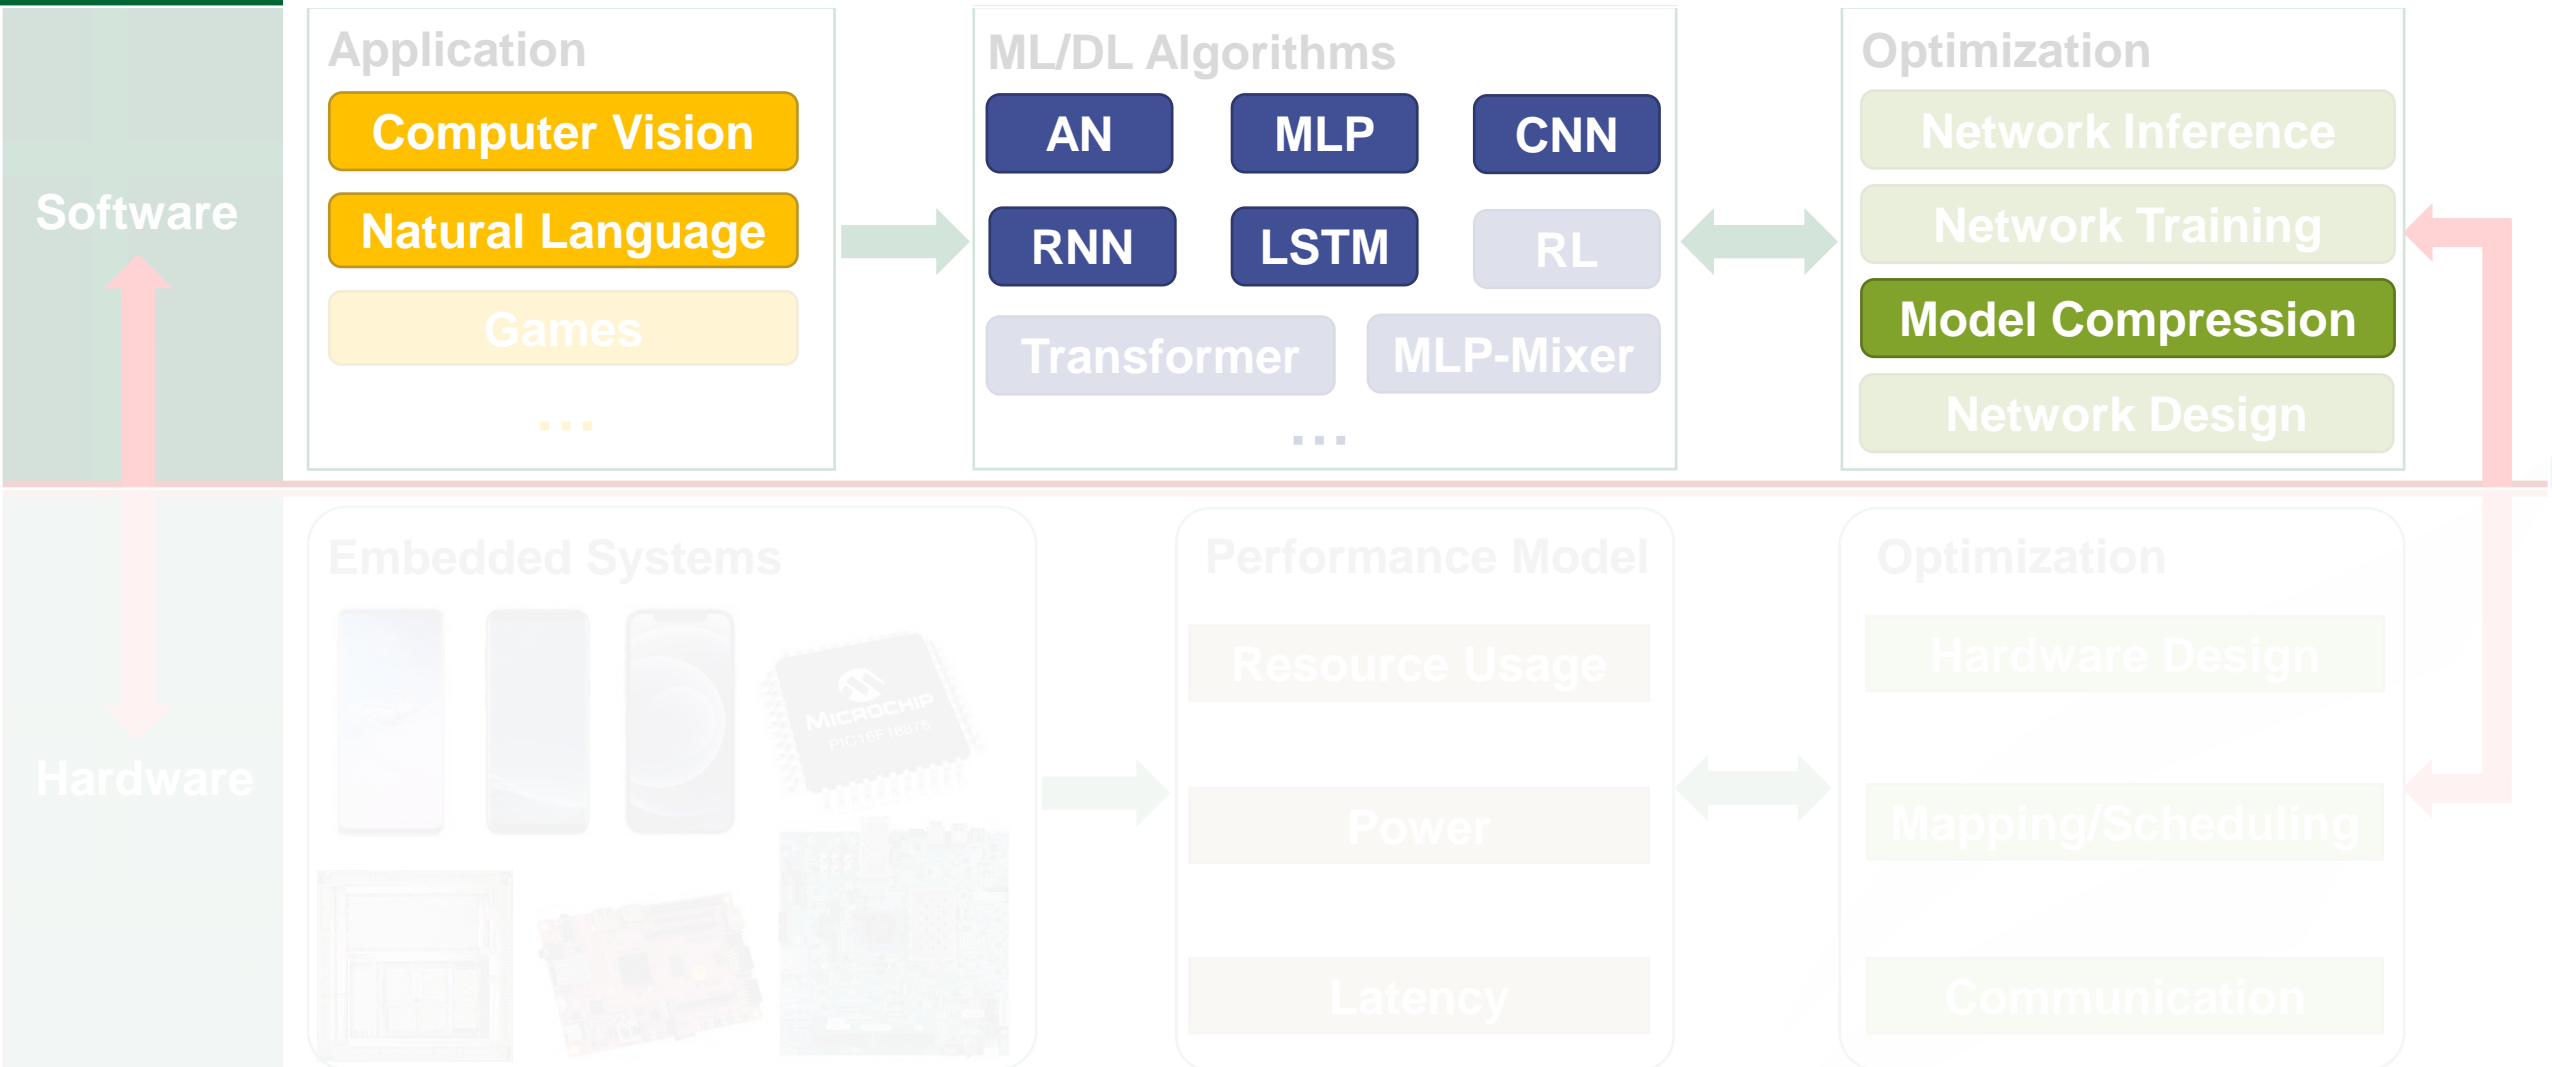 Software
Application
Computer Vision
Natural Language
Games
...
ML/DL Algorithms
AN
MLP
CNN
RNN
LSTM
RL
Transformer
MLP-Mixer
...
Optimization
Network Inference
Network Training
Model Compression
Network Design
Hardware
Embedded Systems
MICROCHIP
PIC16F18875
Performance Model
Resource Usage
Power
Latency
Optimization
Hardware Design
Mapping/Scheduling
Communication